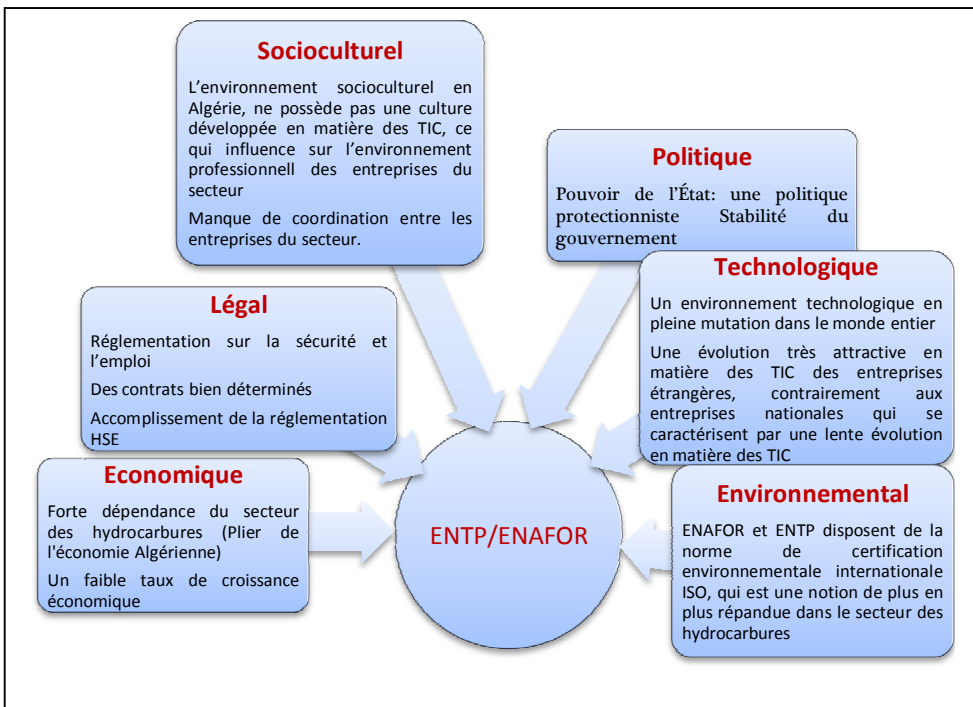 Socioculturel
L’environnement socioculturel en
Algérie, ne possède pas une culture
développée en matière des TIC, ce
qui influence sur l’environnement
professionnell des entreprises du
secteur
Manque de coordination entre les
entreprises du secteur.
Politique
Pouvoir de l’État: une politique
protectionniste Stabilité du
gouvernement
Légal
Réglementation sur la sécurité et
l’emploi
Des contrats bien déterminés
Accomplissement de la réglementation
HSE
Technologique
Un environnement technologique en
pleine mutation dans le monde entier
Une évolution très attractive en
matière des TIC des entreprises
étrangères, contrairement aux
entreprises nationales qui se
caractérisent par une lente évolution
en matière des TIC
Economique
Forte dépendance du secteur
des hydrocarbures (Plier de
l'économie Algérienne)
Un faible taux de croissance
économique
ENTP/ENAFOR
Environnemental
ENAFOR et ENTP disposent de la
norme de certification
environnementale internationale
ISO, qui est une notion de plus en
plus répandue dans le secteur des
hydrocarbures